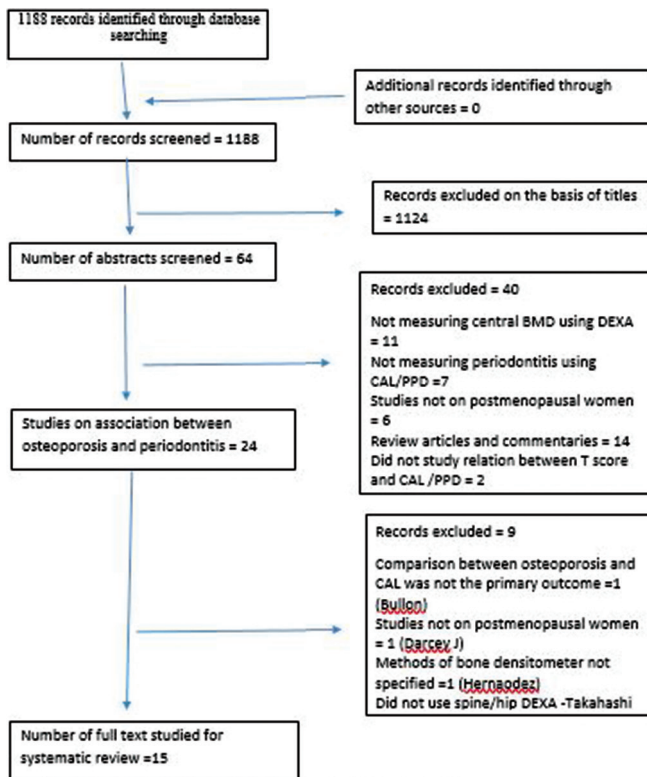 1188 records identified through database
searching
Additional records identified through
other sources = 0
Number of records screened = 1188
Records excluded on the basis of titles
= 1124
Number of abstracts screened = 64
Records excluded = 40
Not measuring central BMD using DEXA
= 11
Not measuring periodontitis using
CAL/PPD =7
Studies not on postmenopausal women
= 6
Review articles and commentaries = 14
Did not study relation between T score
and CAL /PPD = 2
Studies on association between
osteoporosis and periodontitis = 24
Records excluded = 9
Comparison between osteoporosis and
CAL was not the primary outcome =1
(Bullon)
Studies not on postmenopausal women
= 1 (Darcey J)
Methods of bone densitometer not
specified =1 (Hernaodez)
Did not use spine/hip DEXA -Takahashi
Number of full text studied for
systematic review =15